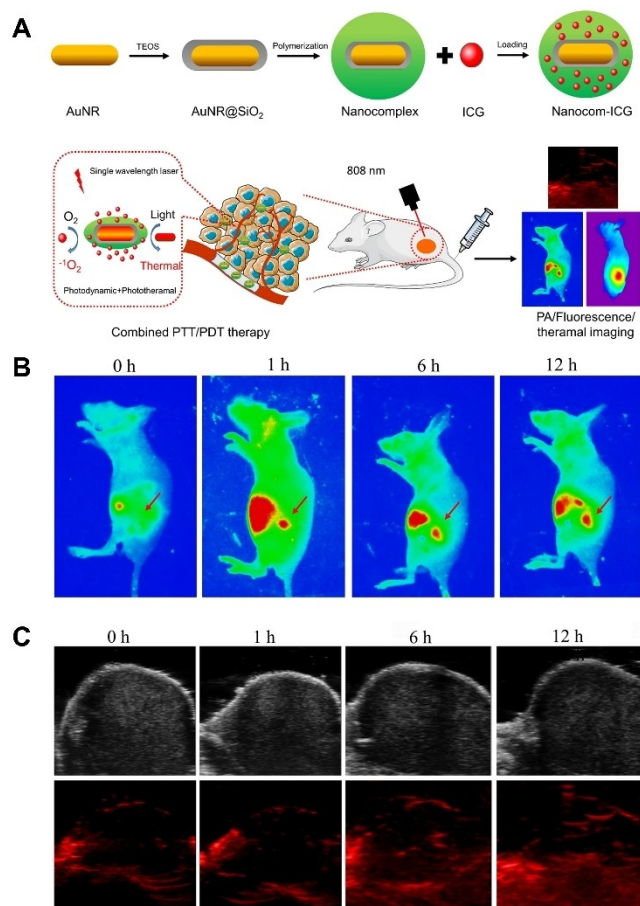 A
TEOS
Polymerization
Loading
AuNR
AuNR@SiO2
Nanocomplex
ICG
Nanocom-ICG
Single wavelength laser
O2
Light
-1O2
Thermal
Photodynamic+Phototheramal
808 nm
Combined PTT/PDT therapy
PA/Fluorescence/
theramal imaging
B
0 h
1 h
6 h
12 h
C
0 h
1 h
6 h
12 h